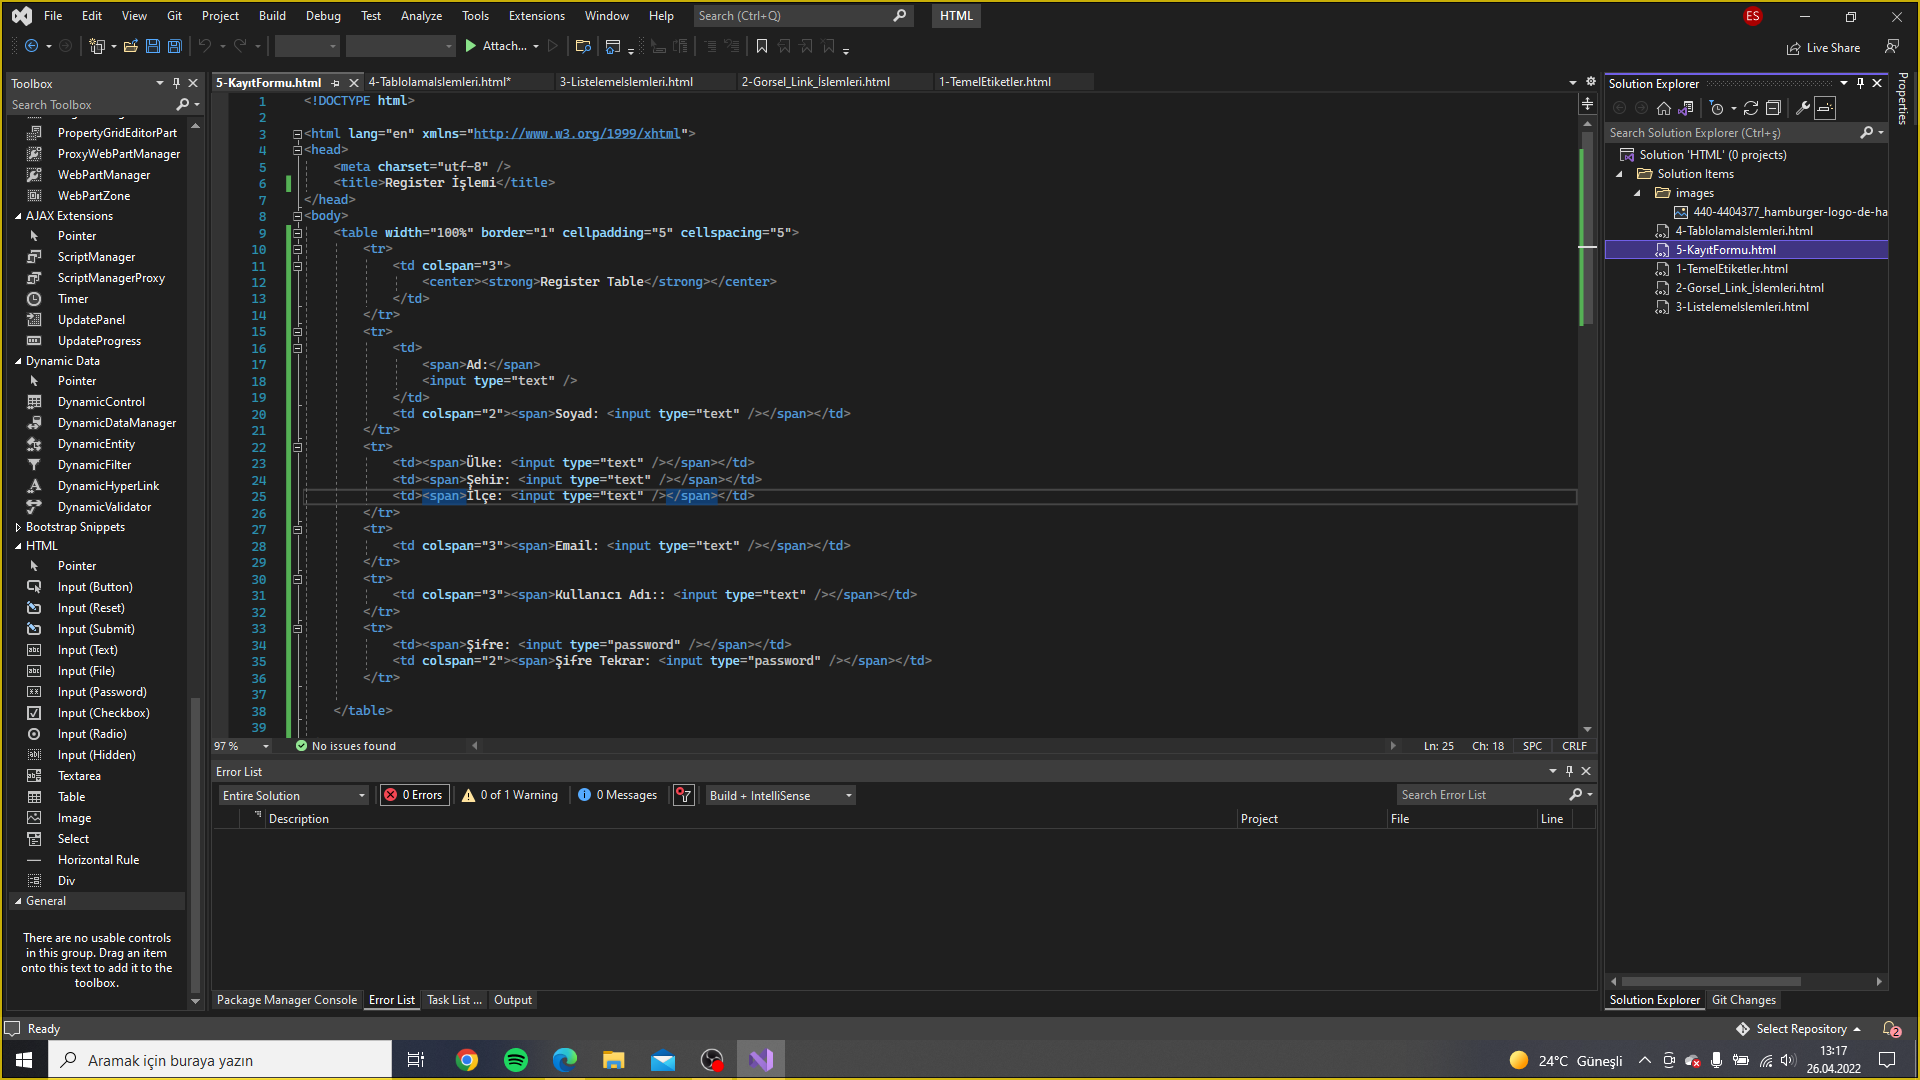 File Edit View Git Project Build Debug Test Analyze Tools Extensions Window Help Search (Ctrl+Q) HTML ES
Attach... Live Share
Toolbox
Search Toolbox
PropertyGridEditorPart
ProxyWebPartManager
WebPartManager
WebPartZone
AJAX Extensions
Pointer
ScriptManager
ScriptManagerProxy
Timer
UpdatePanel
UpdateProgress
Dynamic Data
Pointer
DynamicControl
DynamicDataManager
DynamicEntity
DynamicFilter
DynamicHyperLink
DynamicValidator
Bootstrap Snippets
HTML
Pointer
Input (Button)
Input (Reset)
Input (Submit)
Input (Text)
Input (File)
Input (Password)
Input (Checkbox)
Input (Radio)
Input (Hidden)
Textarea
Table
Image
Select
Horizontal Rule
Div
General
There are no usable controls
in this group. Drag an item
onto this text to add it to the
toolbox.
5-KayıtFormu.html 4-Tablolamalslemleri.html* 3-Listelemelslemleri.html 2-Gorsel_Link_İslemleri.html 1-TemelEtiketler.html
1 <!DOCTYPE html>
2
3 <html lang="en" xmlns="http://www.w3.org/1999/xhtml">
4 <head>
5 <meta charset="utf-8" />
6 <title>Register İşlemi</title>
7 </head>
8 <body>
9 <table width="100%" border="1" cellpadding="5" cellspacing="5">
10 <tr>
11 <td colspan="3">
12 <center><strong>Register Table</strong></center>
13 </td>
14 </tr>
15 <tr>
16 <td>
17 <span>Ad:</span>
18 <input type="text" />
19 </td>
20 <td colspan="2"><span>Soyad: <input type="text" /></span></td>
21 </tr>
22 <tr>
23 <td><span>Ülke: <input type="text" /></span></td>
24 <td><span>Şehir: <input type="text" /></span></td>
25 <td><span>İlçe: <input type="text" /></span></td>
26 </tr>
27 <tr>
28 <td colspan="3"><span>Email: <input type="text" /></span></td>
29 </tr>
30 <tr>
31 <td colspan="3"><span>Kullanıcı Adı:: <input type="text" /></span></td>
32 </tr>
33 <tr>
34 <td><span>Şifre: <input type="password" /></span></td>
35 <td colspan="2"><span>Şifre Tekrar: <input type="password" /></span></td>
36 </tr>
37
38 </table>
39
97 % No issues found Ln: 25 Ch: 18 SPC CRLF
Error List
Entire Solution 0 Errors 0 of 1 Warning 0 Messages Build + IntelliSense Search Error List
Description Project File Line
Package Manager Console Error List Task List ... Output
Solution Explorer
Search Solution Explorer (Ctrl+ş)
Solution 'HTML' (0 projects)
Solution Items
images
440-4404377_hamburger-logo-de-ha
4-Tablolamalslemleri.html
5-KayıtFormu.html
1-TemelEtiketler.html
2-Gorsel_Link_İslemleri.html
3-Listelemelslemleri.html
Solution Explorer Git Changes
Properties
Ready Select Repository 2
Aramak için buraya yazın 24°C Güneşli 13:17
26.04.2022